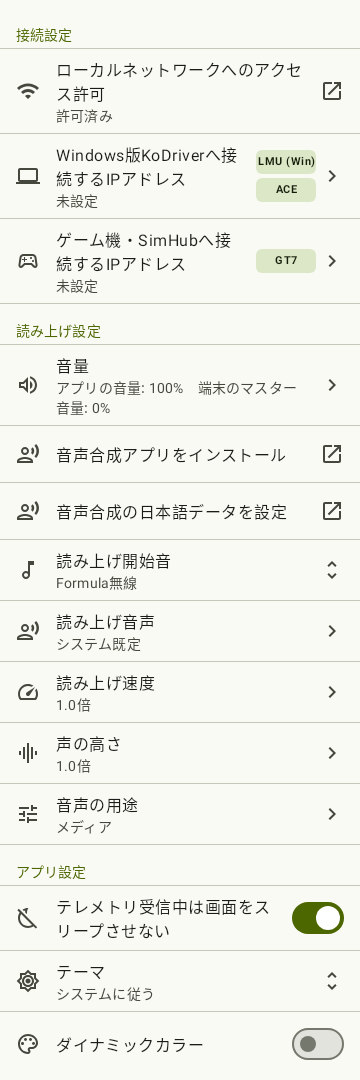 接続設定
ローカルネットワークへのアクセ
ス許可
許可済み
Windows版KoDriverへ接
続するIPアドレス
未設定
LMU (Win)
ACE
ゲーム機・SimHubへ接
続するIPアドレス
未設定
GT7
読み上げ設定
音量
アプリの音量: 100%　端末のマスター
音量: 0%
音声合成アプリをインストール
音声合成の日本語データを設定
読み上げ開始音
Formula無線
読み上げ音声
システム既定
読み上げ速度
1.0倍
声の高さ
1.0倍
音声の用途
メディア
アプリ設定
テレメトリ受信中は画面をス
リープさせない
テーマ
システムに従う
ダイナミックカラー